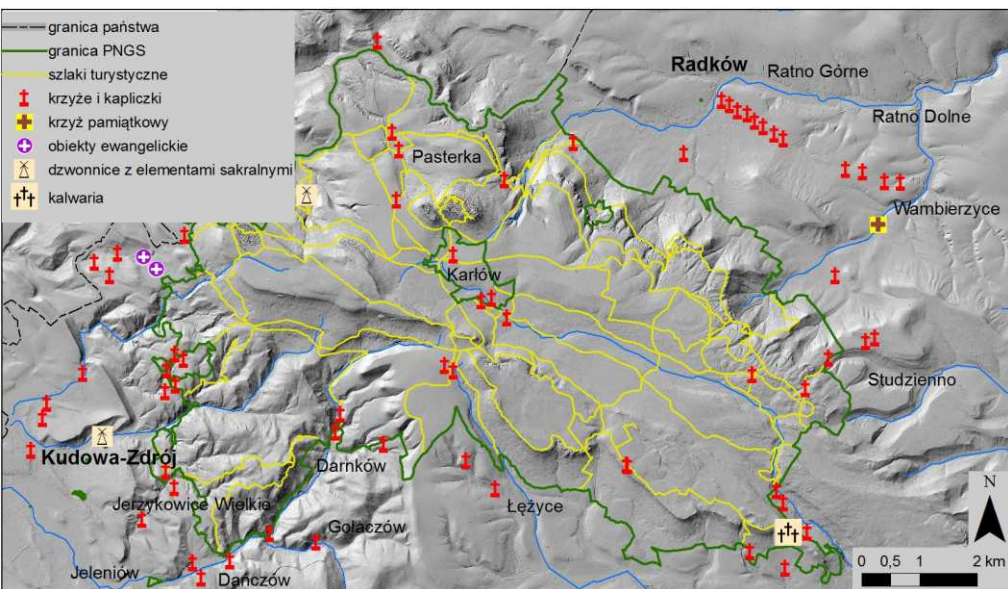 granica państwa
granica PNGS
szlaki turystyczne
krzyże i kapliczki
krzyż pamiątkowy
obiekty ewangelickie
dzwonnice z elementami sakralnymi
kalwaria
Radków
Ratno Górne
Ratno Dolne
Pasterka
Wambierzyce
Karłów
Studzienno
Kudowa-Zdrój
Darnków
Jerzykowice Wielkie
Łężyce
Gołaczów
Jeleniów
Dańczów
N
0 0,5 1 2 km